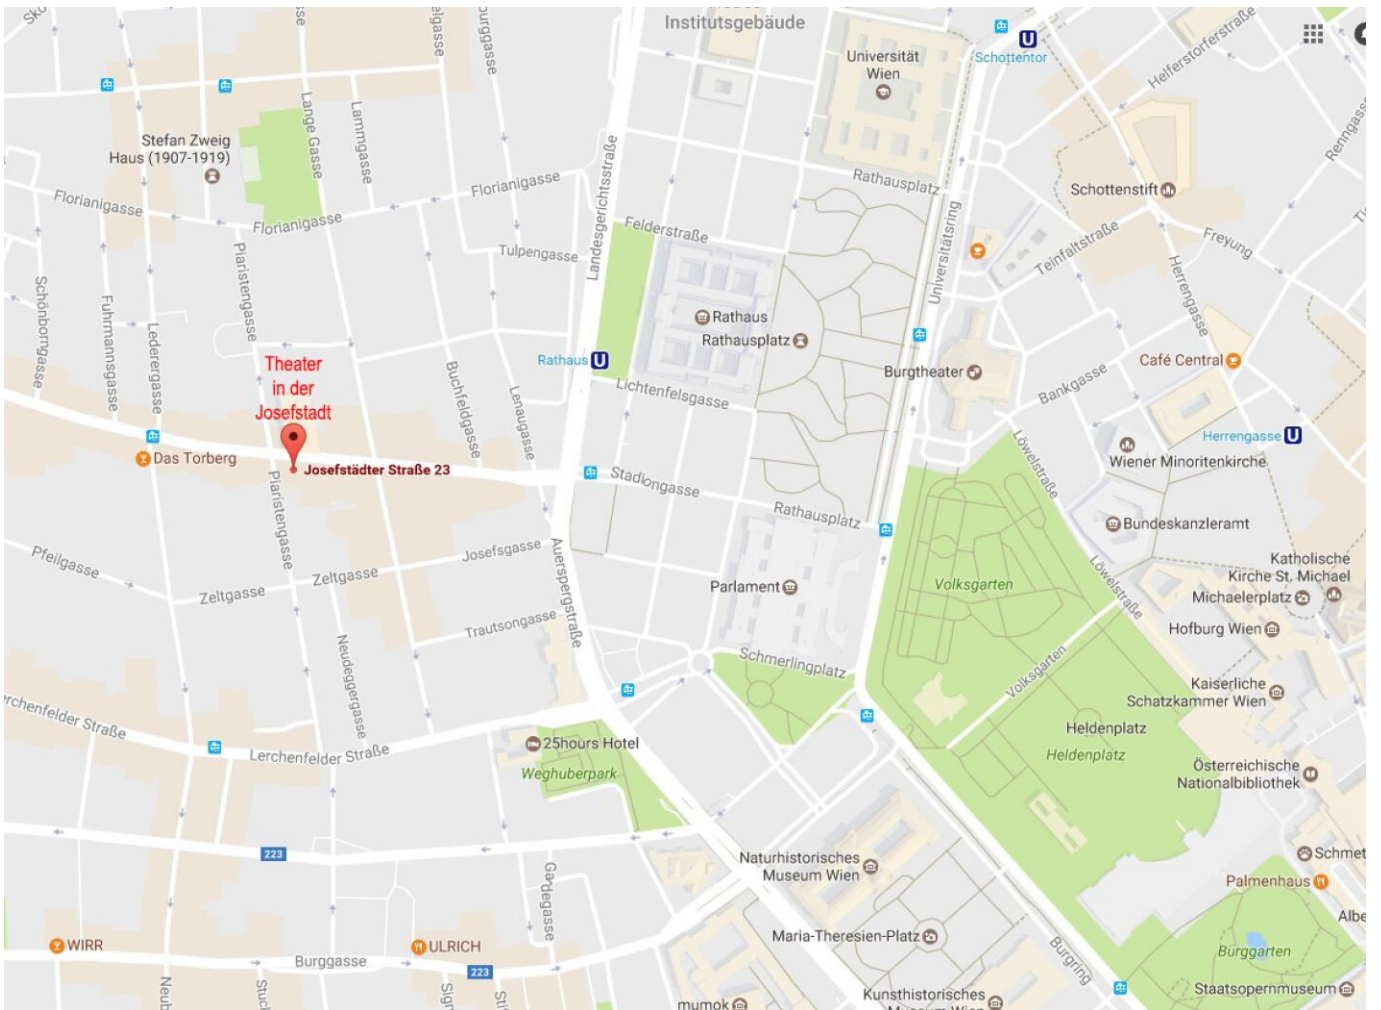 Institutsgebäude
Universität
Wien
Schottentor
Helferstorferstraße
Renngasse
Lange Gasse
Lammgasse
Stefan Zweig
Haus (1907-1919)
Florianigasse
Florianigasse
Florianigasse
Landesgerichtsstraße
Rathausplatz
Schottenstift
Felderstraße
Tulpengasse
Universitätsring
Teinfaltstraße
Freyung
Herrengasse
Piaristengasse
Schönborngasse
Fuhrmannsgasse
Lederergasse
Rathaus
Rathausplatz
Rathaus
U
Burgtheater
Café Central
Bankgasse
Buchfeldgasse
Lenaugasse
Lichtenfelsgasse
Theater
in der
Josefstadt
Herrengasse
U
Löwelstraße
Wiener Minoritenkirche
Das Torberg
Josefstädter Straße 23
Stadiongasse
Rathausplatz
Piaristengasse
Bundeskanzleramt
Pfeilgasse
Zeltgasse
Zeltgasse
Josefsgasse
Auerspergstraße
Parlament
Volksgarten
Löwelstraße
Katholische
Kirche St. Michael
Michaelerplatz
Hofburg Wien
Trautsongasse
Neudeggergasse
Schmerlingplatz
Volksgarten
Kaiserliche
Schatzkammer Wien
Heldenplatz
Heldenplatz
Lerchenfelder Straße
25hours Hotel
Weghuberpark
Österreichische
Nationalbibliothek
223
Naturhistorisches
Museum Wien
Palmenhaus
Gardegasse
WIRR
ULRICH
Burggasse
223
Maria-Theresien-Platz
Burgring
Burggarten
Kunsthistorisches
Staatsopernmuseum
mumok